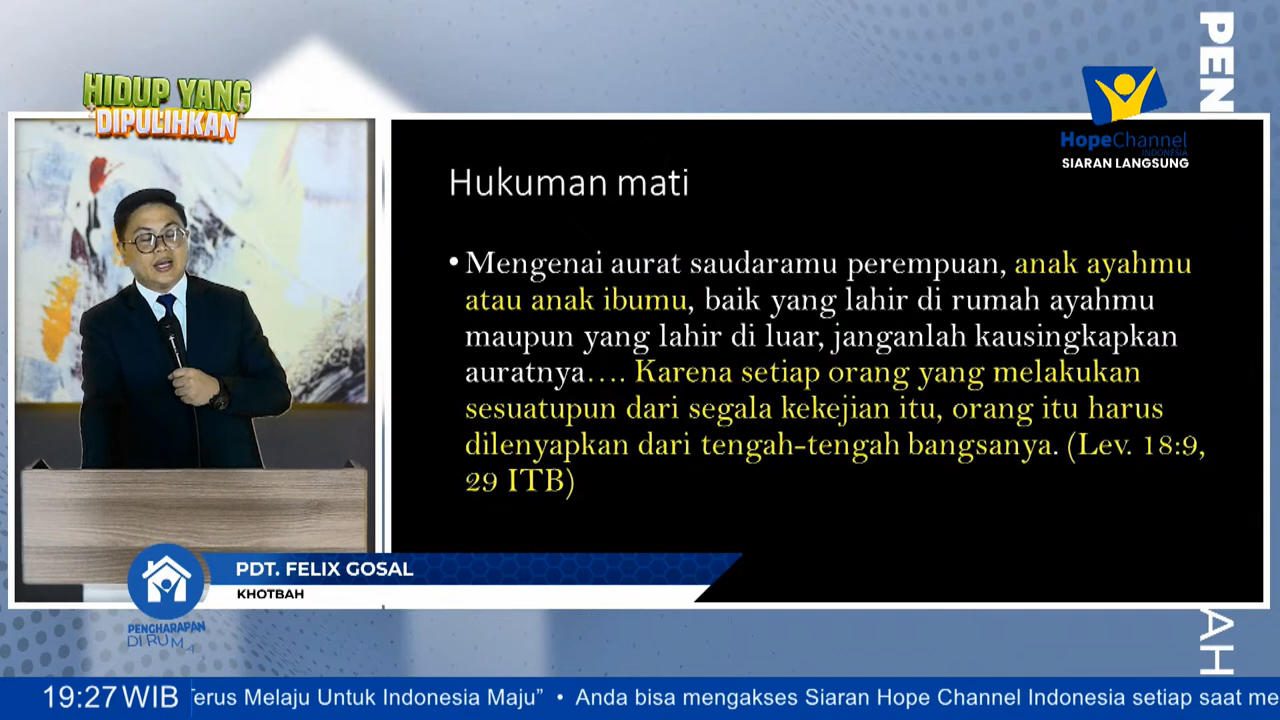 HIDUP YANG
DIPULIHKAN
PEN
HopeChannel
INDONESIA
SIARAN LANGSUNG
Hukuman mati
• Mengenai aurat saudaramu perempuan, anak ayahmu
atau anak ibumu, baik yang lahir di rumah ayahmu
maupun yang lahir di luar, janganlah kausingkapkan
auratnya…. Karena setiap orang yang melakukan
sesuatupun dari segala kekejian itu, orang itu harus
dilenyapkan dari tengah-tengah bangsanya. (Lev. 18:9,
29 ITB)
PDT. FELIX GOSAL
KHOTBAH
PENGHARAPAN
DI RUMA
AH
19:27 WIB
Terus Melaju Untuk Indonesia Maju” • Anda bisa mengakses Siaran Hope Channel Indonesia setiap saat me